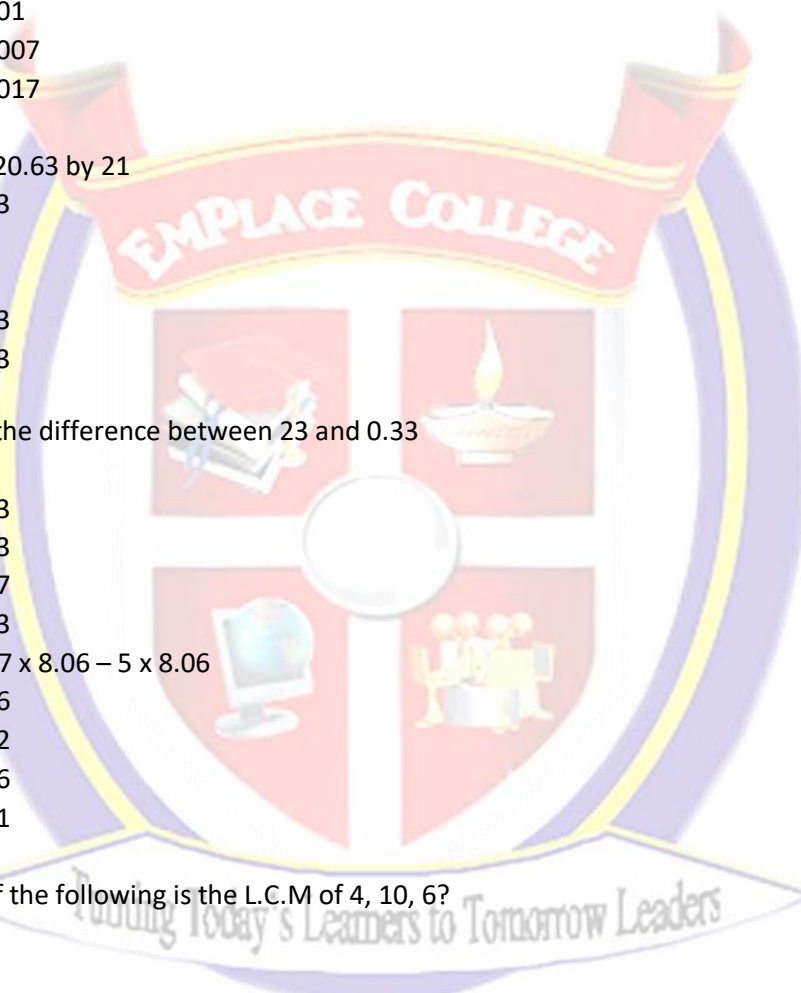 01
007
017
20.63 by 21
3
EMPLACE COLLEGE
3
3
the difference between 23 and 0.33
3
3
7
3
7 x 8.06 – 5 x 8.06
6
2
6
1
f the following is the L.C.M of 4, 10, 6?
Today's Learners to Tomorrow Leaders